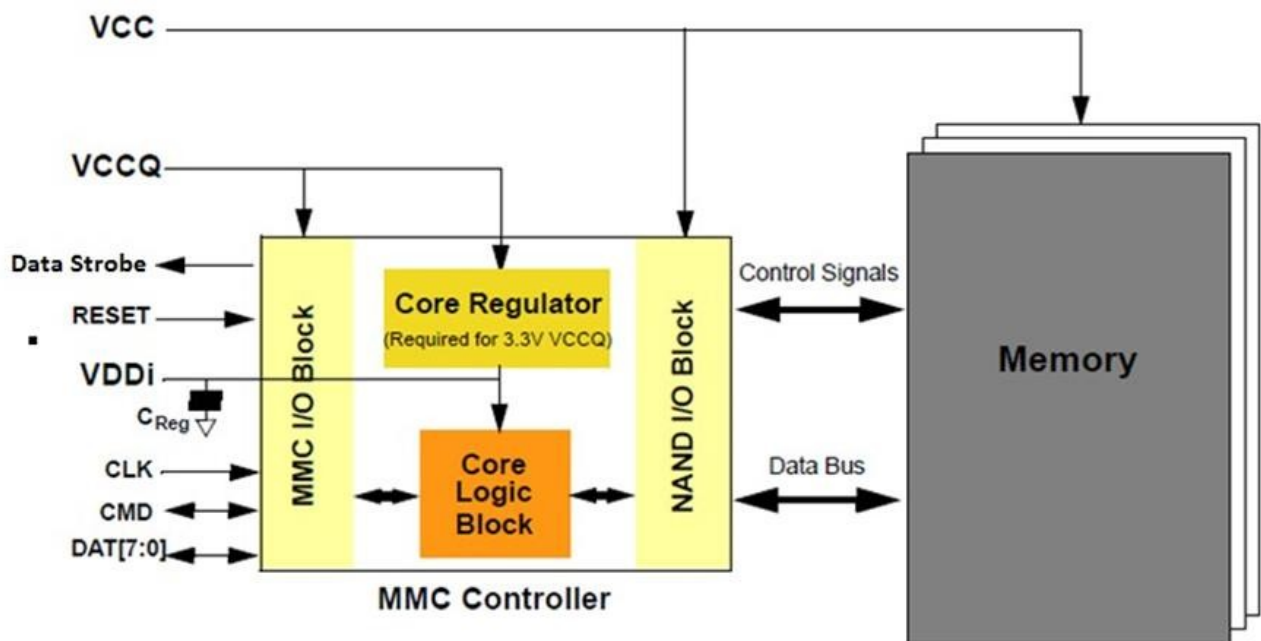 VCC
VCCQ
Data Strobe
RESET
VDDi
CReg
CLK
CMD
DAT[7:0]
MMC I/O Block
Core Regulator
(Required for 3.3V VCCQ)
Core
Logic
Block
NAND I/O Block
MMC Controller
Control Signals
Data Bus
Memory